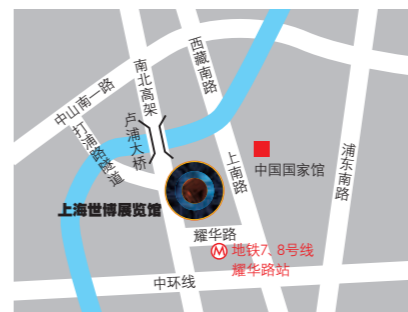 中山南一路
打浦路隧道
南北高架
卢浦大桥
西藏南路
上南路
中国国家馆
浦东南路
上海世博展览馆
耀华路
地铁7、8号线
耀华路站
中环线